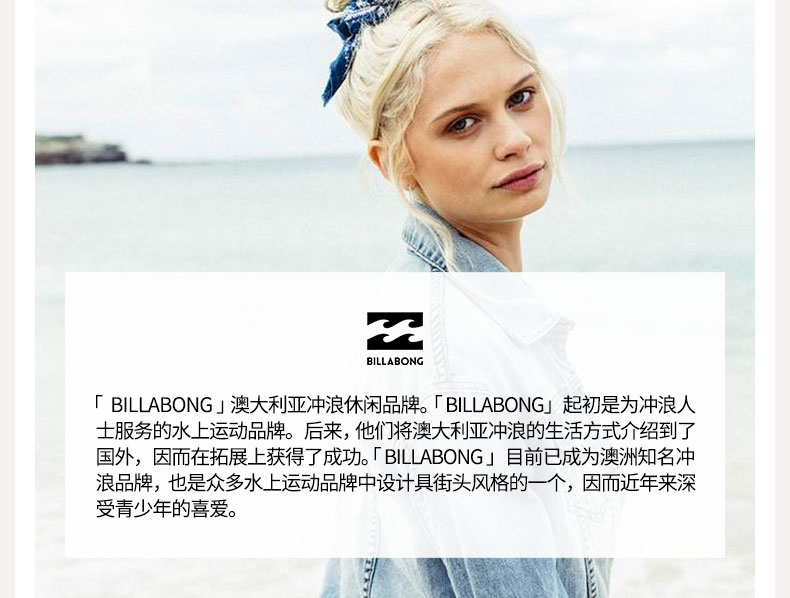 BILLABONG
「 BILLABONG 」澳大利亚冲浪休闲品牌。「 BILLABONG」 起初是为冲浪人
士服务的水上运动品牌。后来，他们将澳大利亚冲浪的生活方式介绍到了
国外，因而在拓展上获得了成功。「 BILLABONG 」 目前已成为澳洲知名冲
浪品牌，也是众多水上运动品牌中设计具街头风格的一个，因而近年来深
受青少年的喜爱。